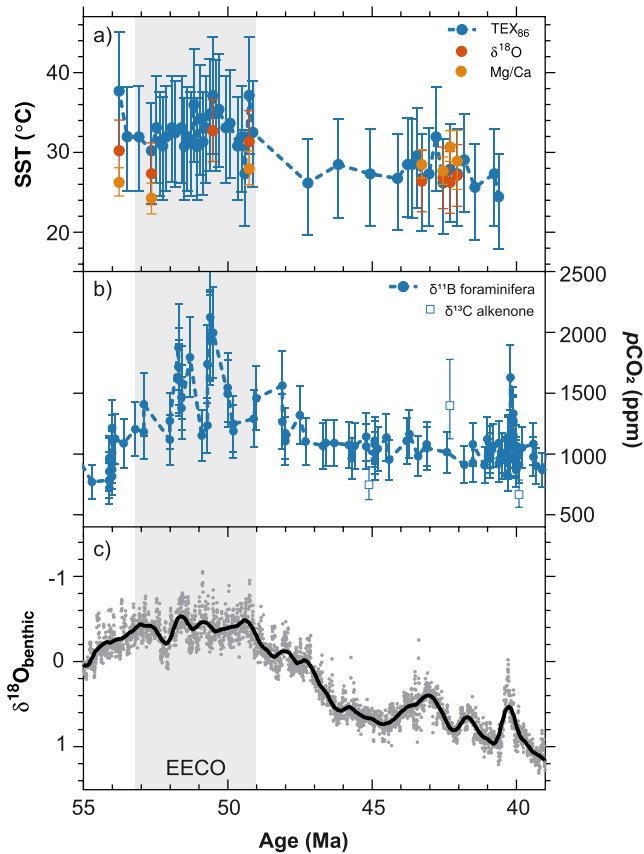 a)
TEX₈₆
δ¹⁸O
Mg/Ca
SST (°C)
40
30
20
b)
δ¹¹B foraminifera
δ¹³C alkenone
pCO₂ (ppm)
2500
2000
1500
1000
500
c)
δ¹⁸Obenthic
-1
0
1
EECO
55 50 45 40
Age (Ma)